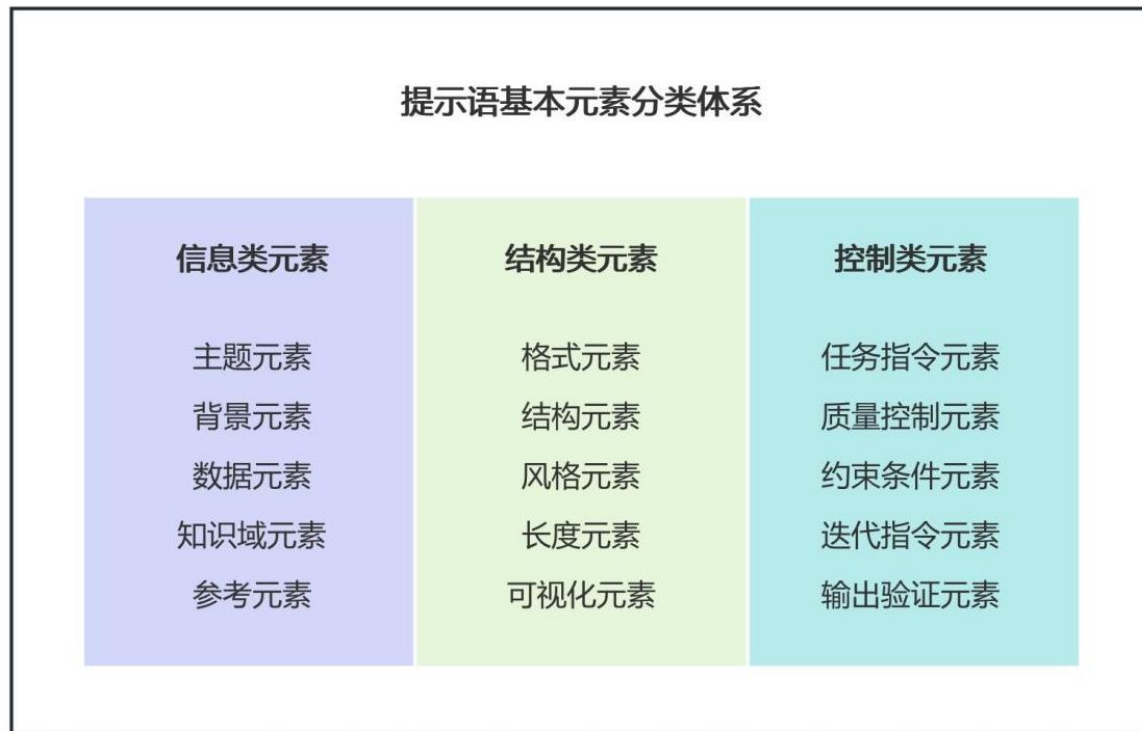 提示语基本元素分类体系
信息类元素
主题元素
背景元素
数据元素
知识域元素
参考元素
结构类元素
格式元素
结构元素
风格元素
长度元素
可视化元素
控制类元素
任务指令元素
质量控制元素
约束条件元素
迭代指令元素
输出验证元素